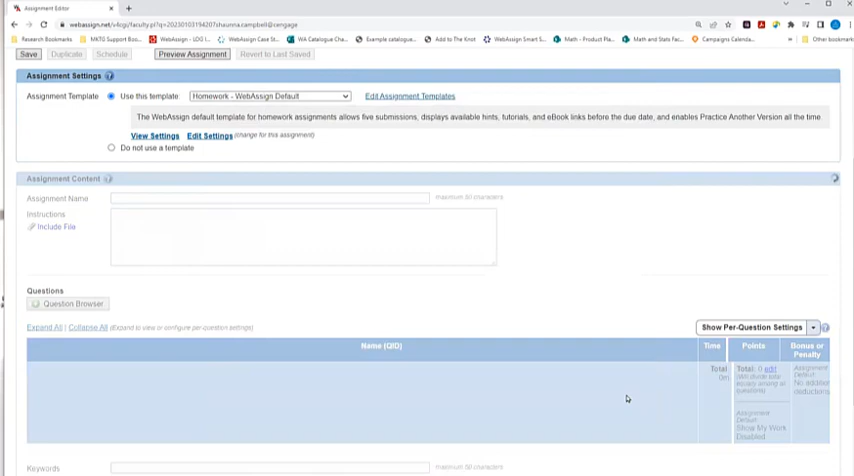 Assignment Editor
webassign.net/v4cgi/faculty.pl?q=20230103194207shaunna.campbell@cengage
Research Bookmarks MKTG Support Boo... WebAssign - LOG I... WebAssign Case St... WA Catalogue Cha... Example catalogue... Add to The Knot WebAssign Smart S... Math - Product Pla... Math and Stats Fac... Campaigns Calenda... » Other bookmarks
Save Duplicate Schedule Preview Assignment Revert to Last Saved
Assignment Settings ?
Assignment Template Use this template: Homework - WebAssign Default Edit Assignment Templates
The WebAssign default template for homework assignments allows five submissions, displays available hints, tutorials, and eBook links before the due date, and enables Practice Another Version all the time.
View Settings Edit Settings (change for this assignment)
Do not use a template
Assignment Content ?
Assignment Name maximum 50 characters
Instructions
Include File
Questions
Question Browser
Expand All | Collapse All (Expand to view or configure per-question settings) Show Per-Question Settings ?
Name (QID) Time Points Bonus or Penalty
Total 0m
Total: 0 edit
(Will divide total equally among all questions)
Assignment Default: Show My Work Disabled
Assignment Default: No additional deductions
Keywords maximum 50 characters